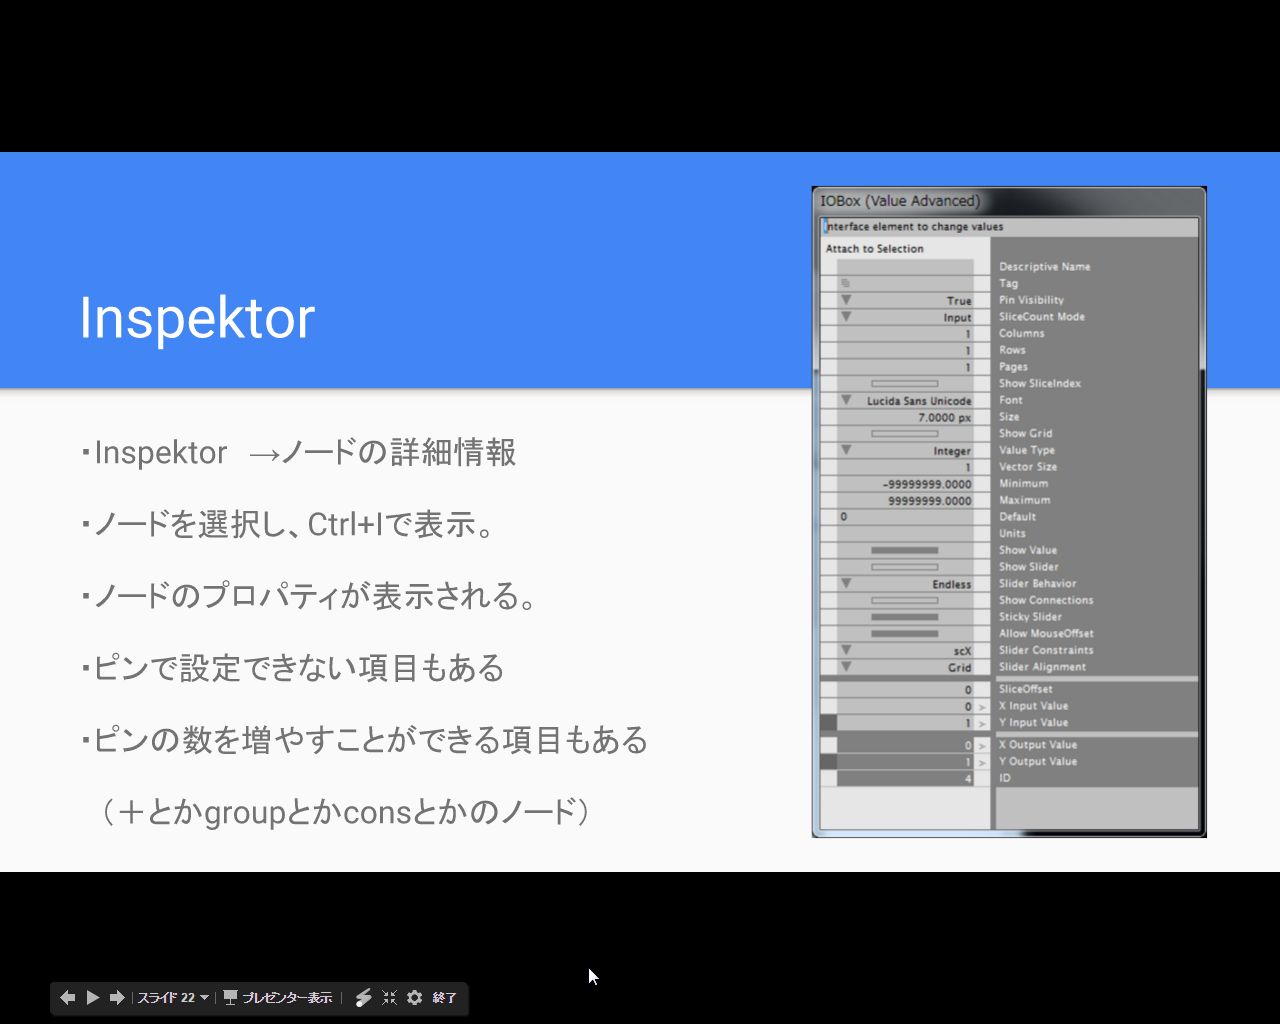 Inspektor
・Inspektor　→ノードの詳細情報
・ノードを選択し、Ctrl+Iで表示。
・ノードのプロパティが表示される。
・ピンで設定できない項目もある
・ピンの数を増やすことができる項目もある
（＋とかgroupとかconsとかのノード）
IOBox (Value Advanced)
Interface element to change values
Attach to Selection
Descriptive Name
Tag
True Pin Visibility
Input SliceCount Mode
1 Columns
1 Rows
1 Pages
Show SliceIndex
Lucida Sans Unicode Font
7.0000 px Size
Show Grid
Integer Value Type
1 Vector Size
-99999999.0000 Minimum
99999999.0000 Maximum
0 Default
Units
Show Value
Show Slider
Endless Slider Behavior
Show Connections
Sticky Slider
Allow MouseOffset
scX Slider Constraints
Grid Slider Alignment
0 SliceOffset
0 > X Input Value
1 > Y Input Value
0 > X Output Value
1 > Y Output Value
4 ID
スライド 22 プレゼンター表示 終了